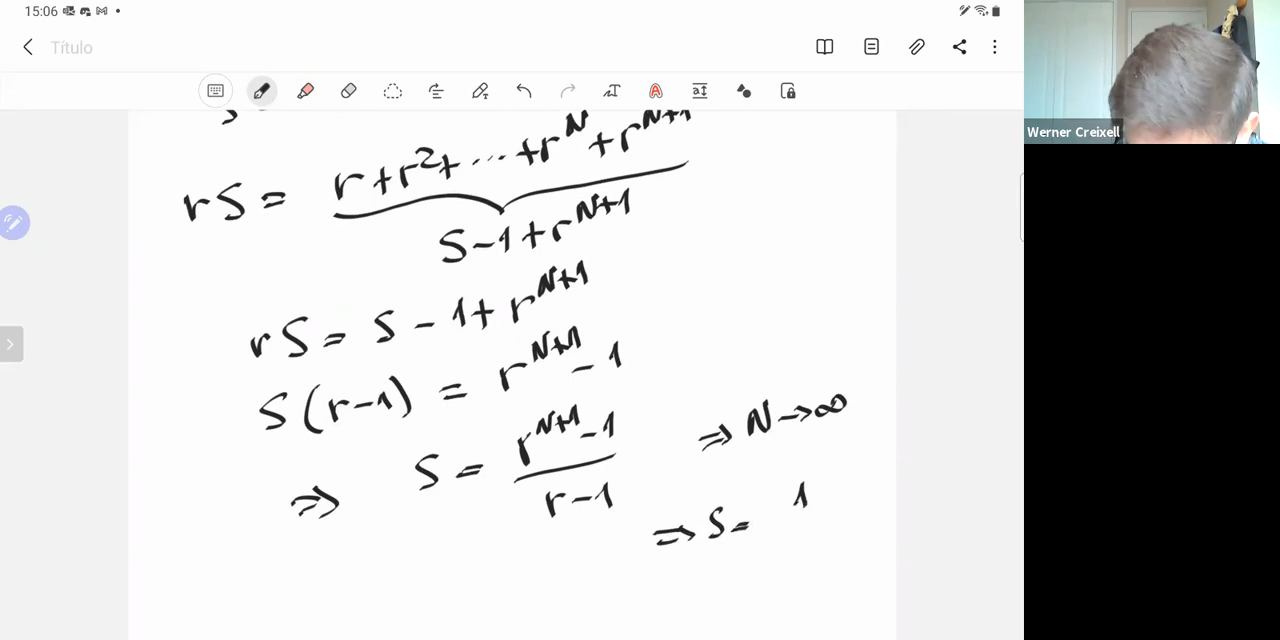 15:06
Título
Werner Creixell
rS = r+r²+ ... +r^N +r^{N+1}
S-1+r^{N+1}
rS = S - 1 + r^{N+1}
S(r-1) = r^{N+1} - 1
⇒ S = \frac{r^{N+1}-1}{r-1} ⇒ N→∞
⇒ S = 1